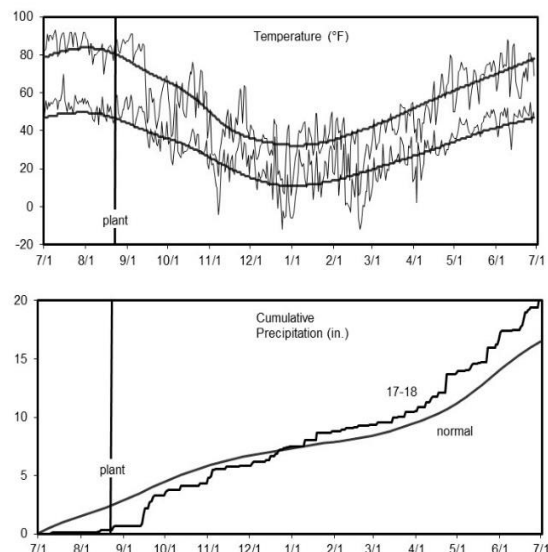 100
Temperature (°F)
80
60
40
20
0
plant
-20
7/1 8/1 9/1 10/1 11/1 12/1 1/1 2/1 3/1 4/1 5/1 6/1 7/1
20
Cumulative
Precipitation (in.)
15
17-18
10
normal
plant
5
0
7/1 8/1 9/1 10/1 11/1 12/1 1/1 2/1 3/1 4/1 5/1 6/1 7/1